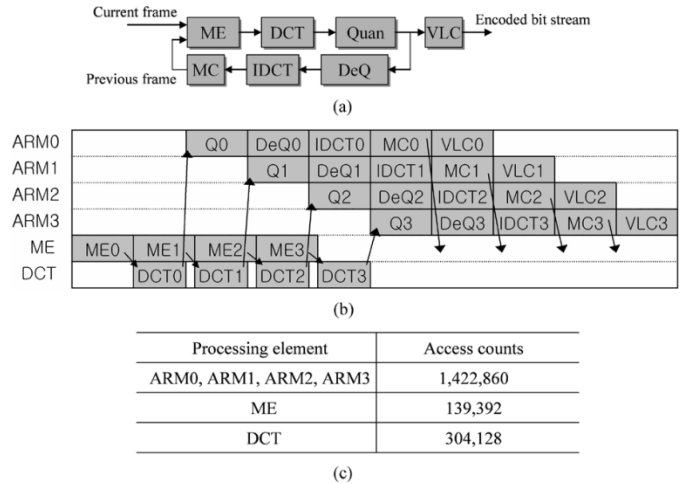 Current frame
Encoded bit stream
ME DCT Quan VLC
Previous frame MC IDCT DeQ
(a)
ARM0 Q0 DeQ0 IDCT0 MC0 VLC0
ARM1 Q1 DeQ1 IDCT1 MC1 VLC1
ARM2 Q2 DeQ2 IDCT2 MC2 VLC2
ARM3 Q3 DeQ3 IDCT3 MC3 VLC3
ME ME0 ME1 ME2 ME3
DCT DCT0 DCT1 DCT2 DCT3
(b)
Processing element Access counts
ARM0, ARM1, ARM2, ARM3 1,422,860
ME 139,392
DCT 304,128
(c)